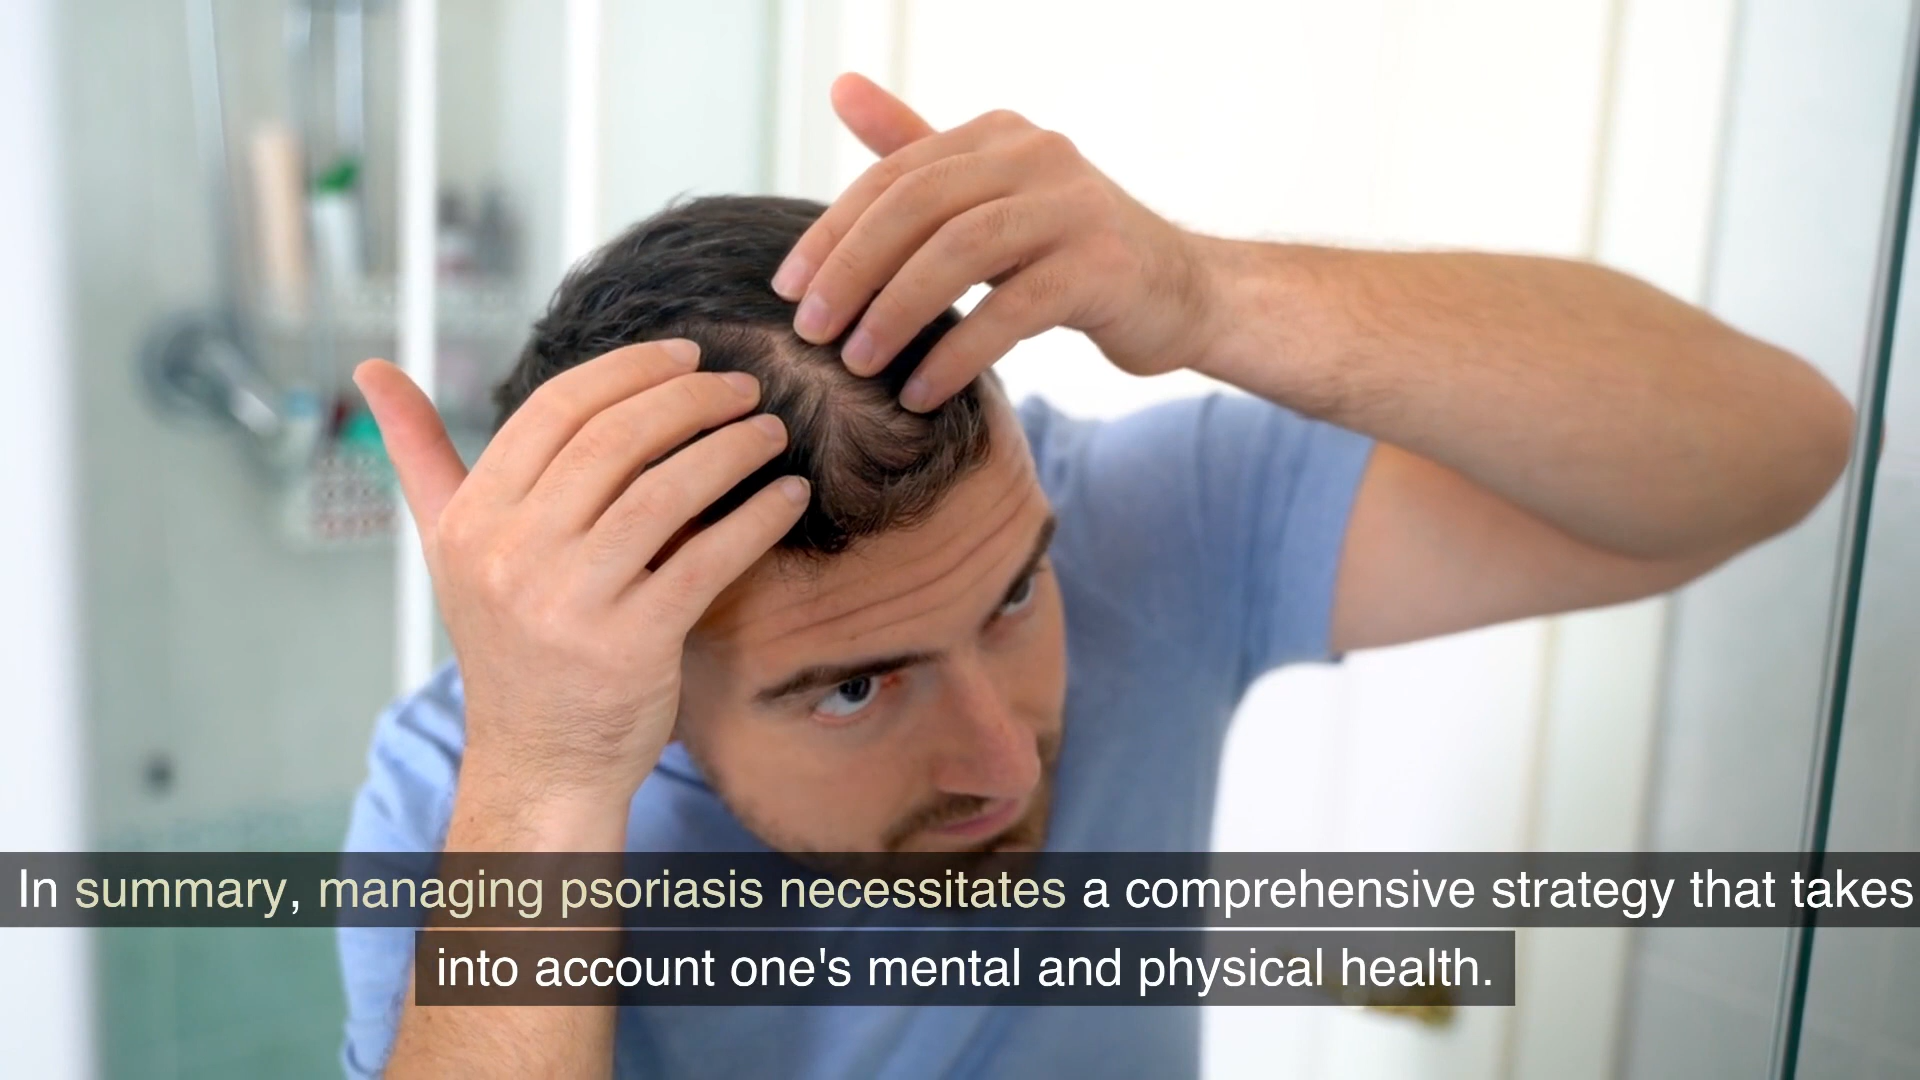 In summary, managing psoriasis necessitates a comprehensive strategy that takes
into account one's mental and physical health.